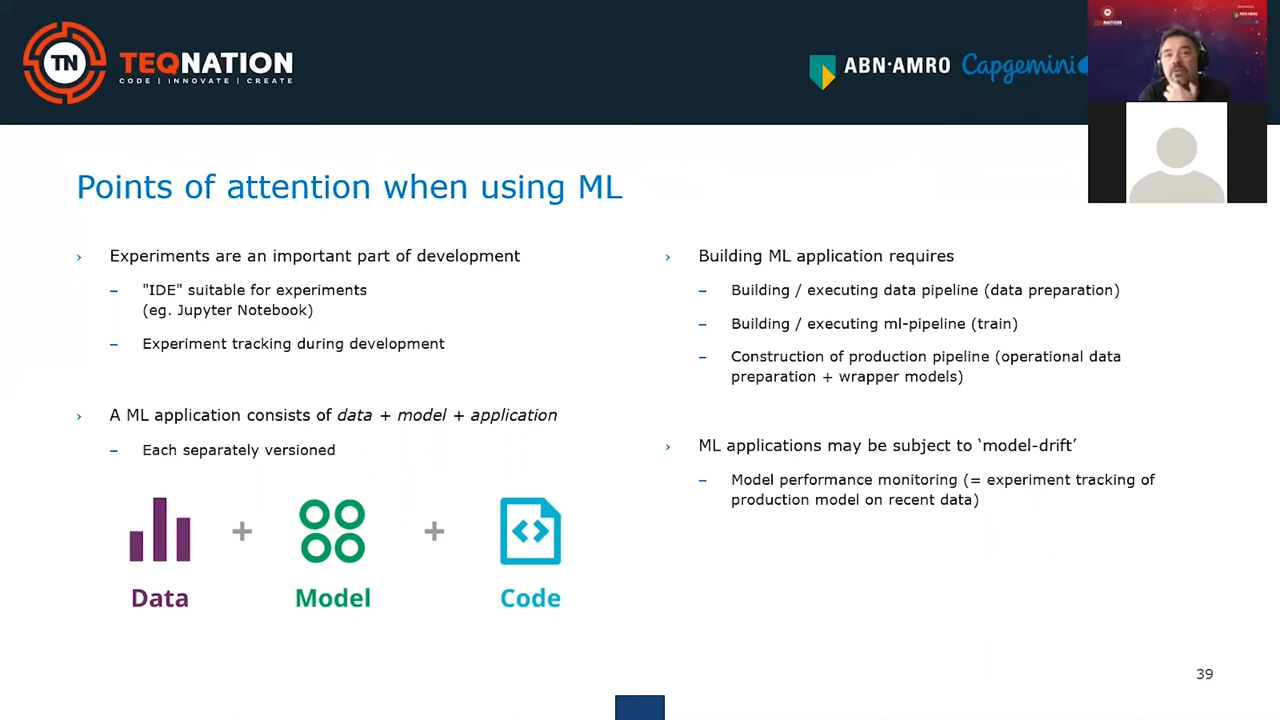 TN
TEQNATION
CODE | INNOVATE | CREATE
ABN·AMRO
Capgemini
Points of attention when using ML
› Experiments are an important part of development
– "IDE" suitable for experiments
(eg. Jupyter Notebook)
– Experiment tracking during development
› A ML application consists of data + model + application
– Each separately versioned
+
+
Data
Model
Code
› Building ML application requires
– Building / executing data pipeline (data preparation)
– Building / executing ml-pipeline (train)
– Construction of production pipeline (operational data
preparation + wrapper models)
› ML applications may be subject to ‘model-drift’
– Model performance monitoring (= experiment tracking of
production model on recent data)
39